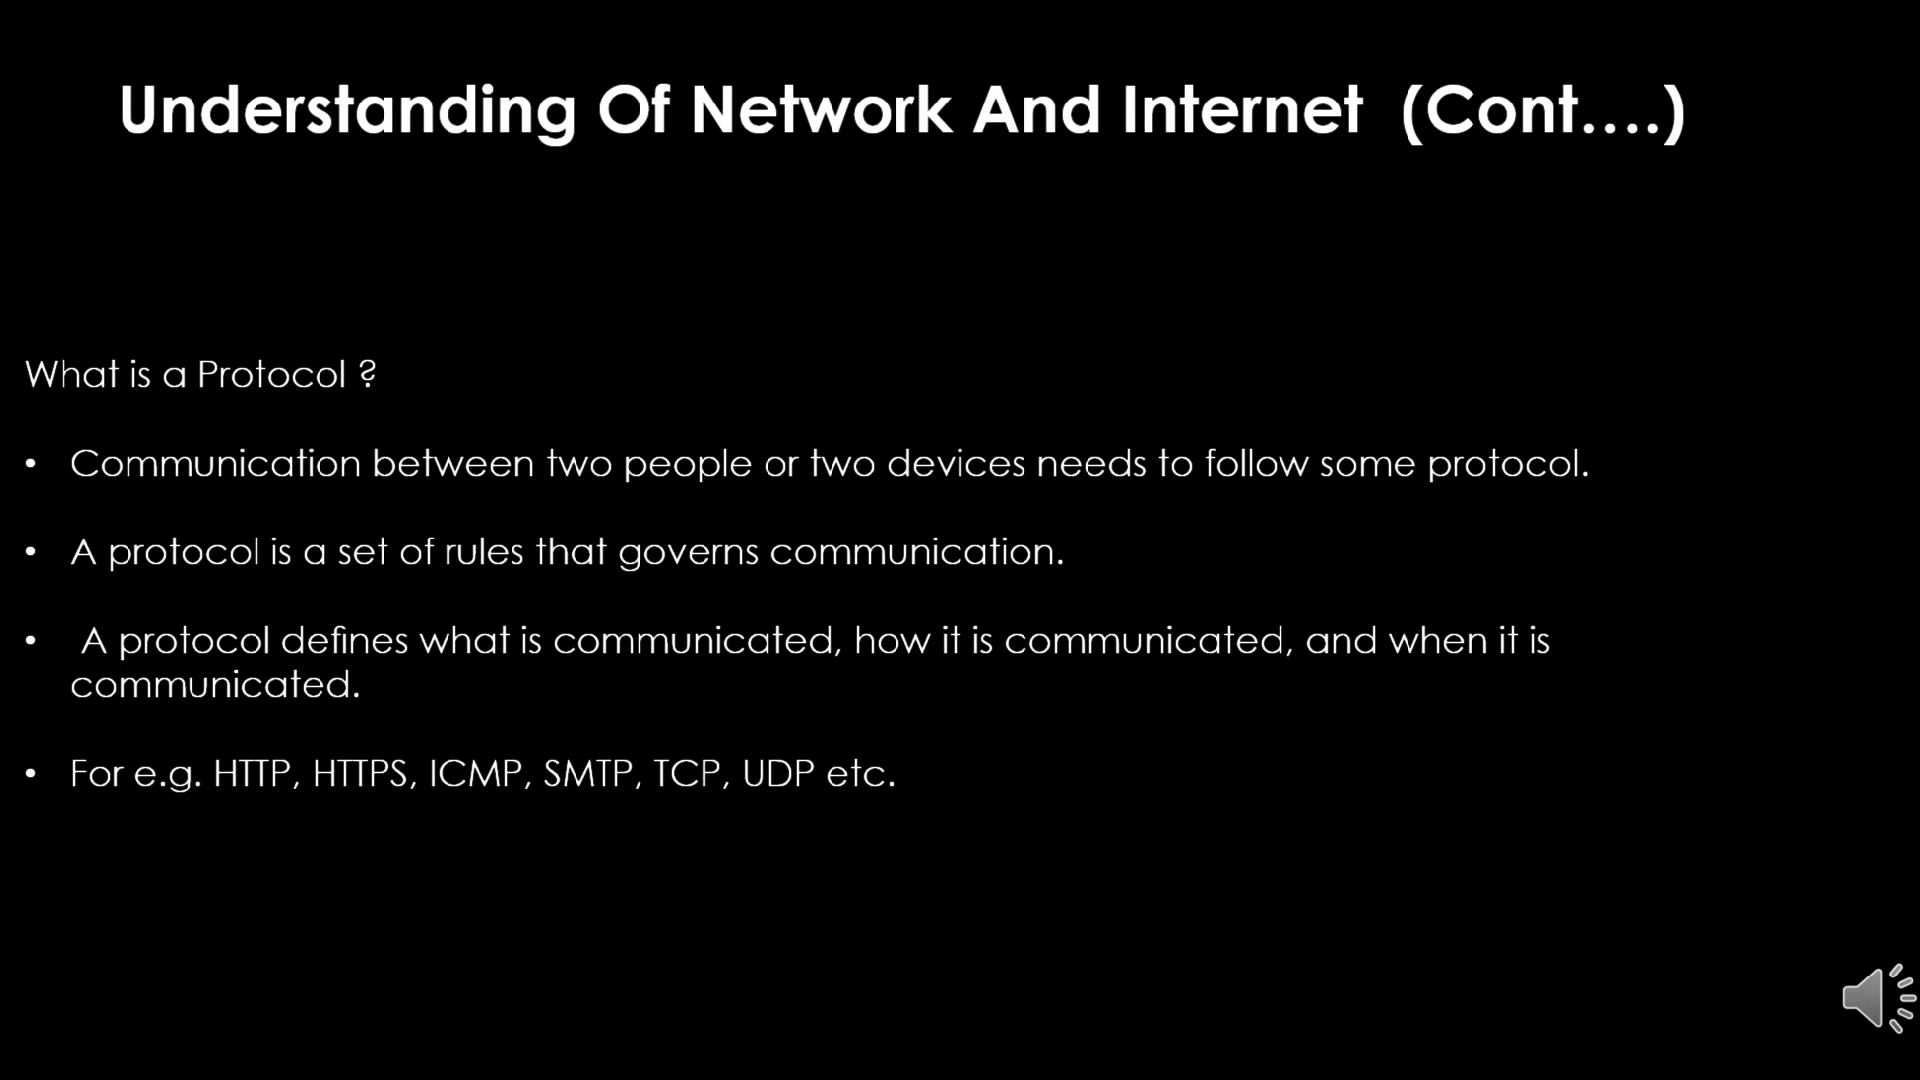 Understanding Of Network And Internet (Cont....)
What is a Protocol ?
• Communication between two people or two devices needs to follow some protocol.
• A protocol is a set of rules that governs communication.
• A protocol defines what is communicated, how it is communicated, and when it is
communicated.
• For e.g. HTTP, HTTPS, ICMP, SMTP, TCP, UDP etc.